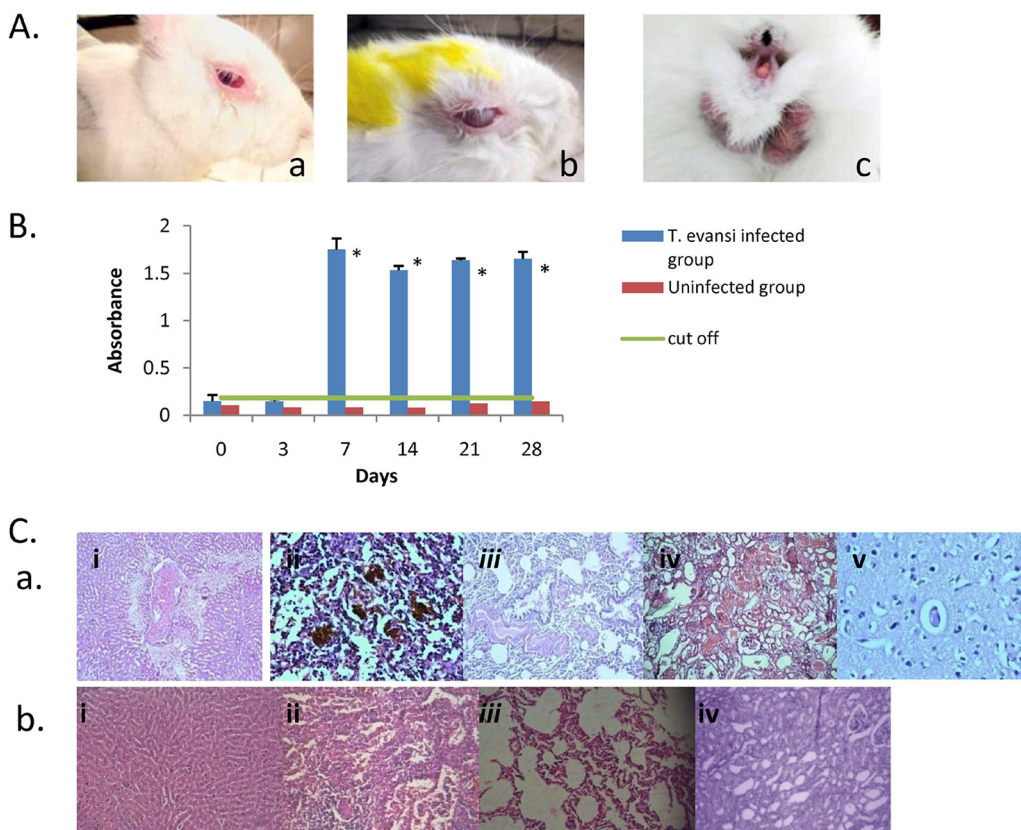 A.
a
b
c
B.
2
1.5
1
0.5
0
Absorbance
*
*
*
*
0 3 7 14 21 28
Days
T. evansi infected
group
Uninfected group
cut off
C.
a.
i ii iii iv v
b.
i ii iii iv